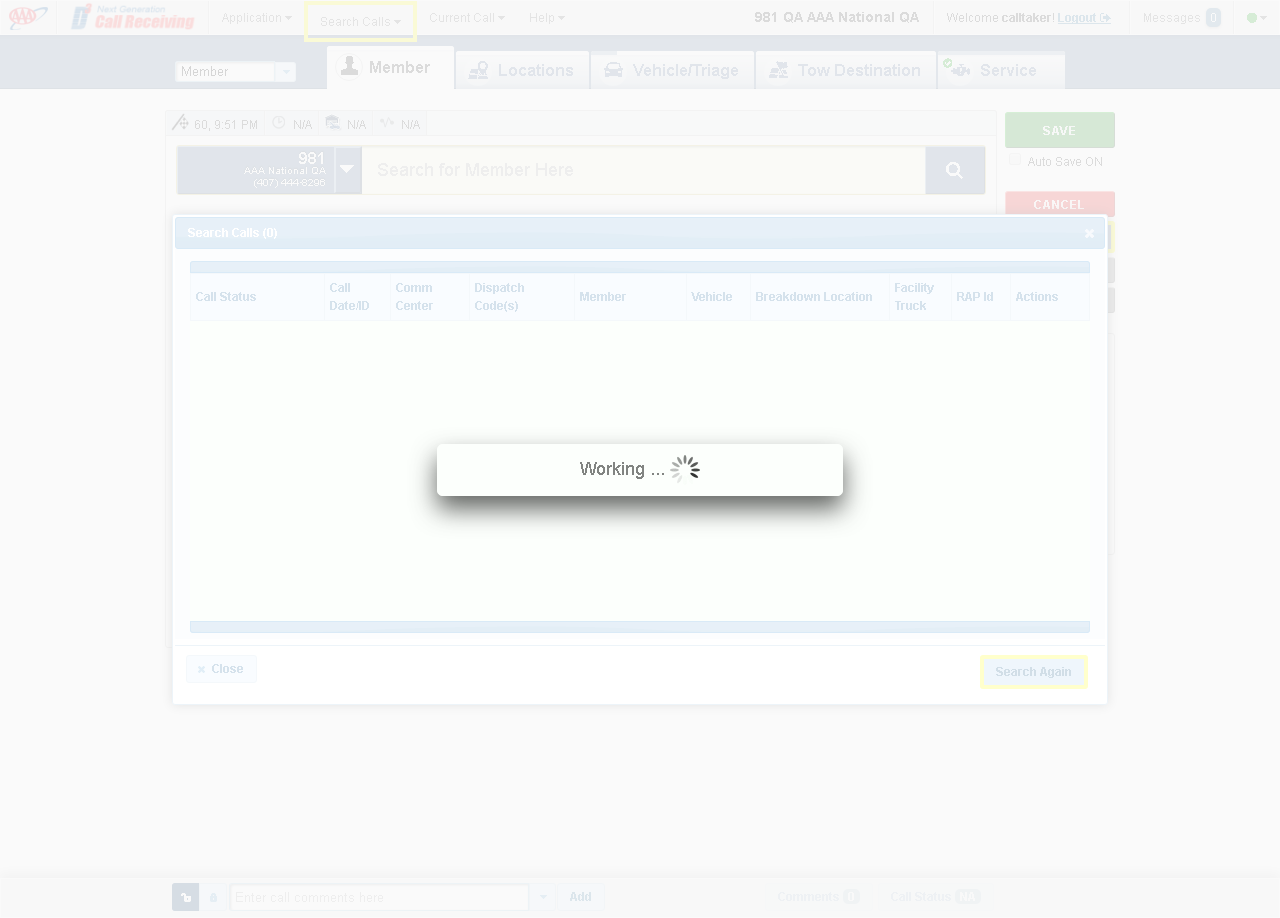 AAA
Next Generation
D3 Call Receiving
Application
Search Calls
Current Call
Help
981 QA AAA National QA
Welcome calltaker! Logout
Messages 0
Member
Member
Locations
Vehicle/Triage
Tow Destination
Service
60, 9:51 PM
N/A
N/A
N/A
SAVE
Auto Save ON
981
AAA National QA
(407) 444-8296
Search for Member Here
CANCEL
Search Calls (0)
Call Status
Call Date/ID
Comm Center
Dispatch Code(s)
Member
Vehicle
Breakdown Location
Facility Truck
RAP Id
Actions
Working ...
Close
Search Again
Enter call comments here
Add
Comments 0
Call Status NA